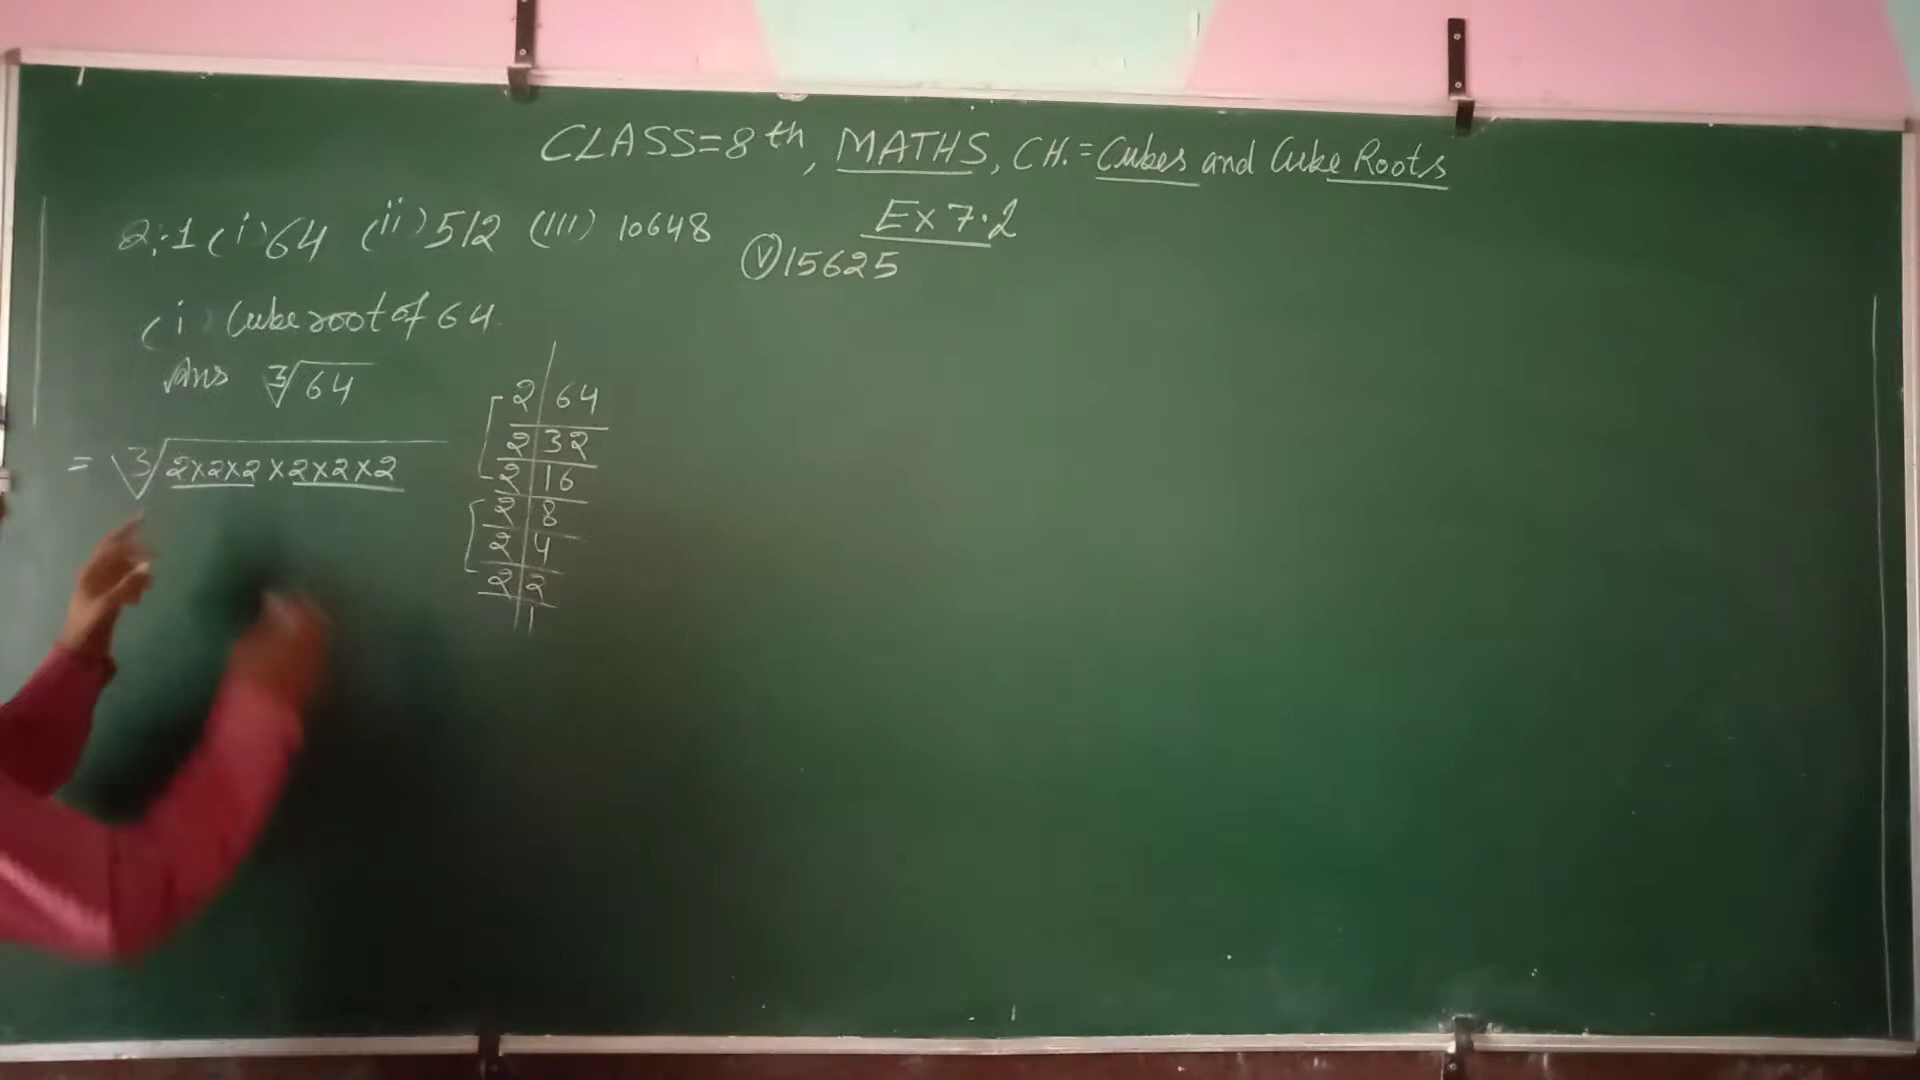 CLASS=8th, MATHS, CH.=Cubes and Cube Roots
Ex 7.2
Q:-1 (i) 64 (ii) 512 (III) 10648
(V) 15625
(i) Cube root of 64
Ans ∛64
= ∛2×2×2×2×2×2
2 | 64
2 | 32
2 | 16
2 | 8
2 | 4
2 | 2
| 1